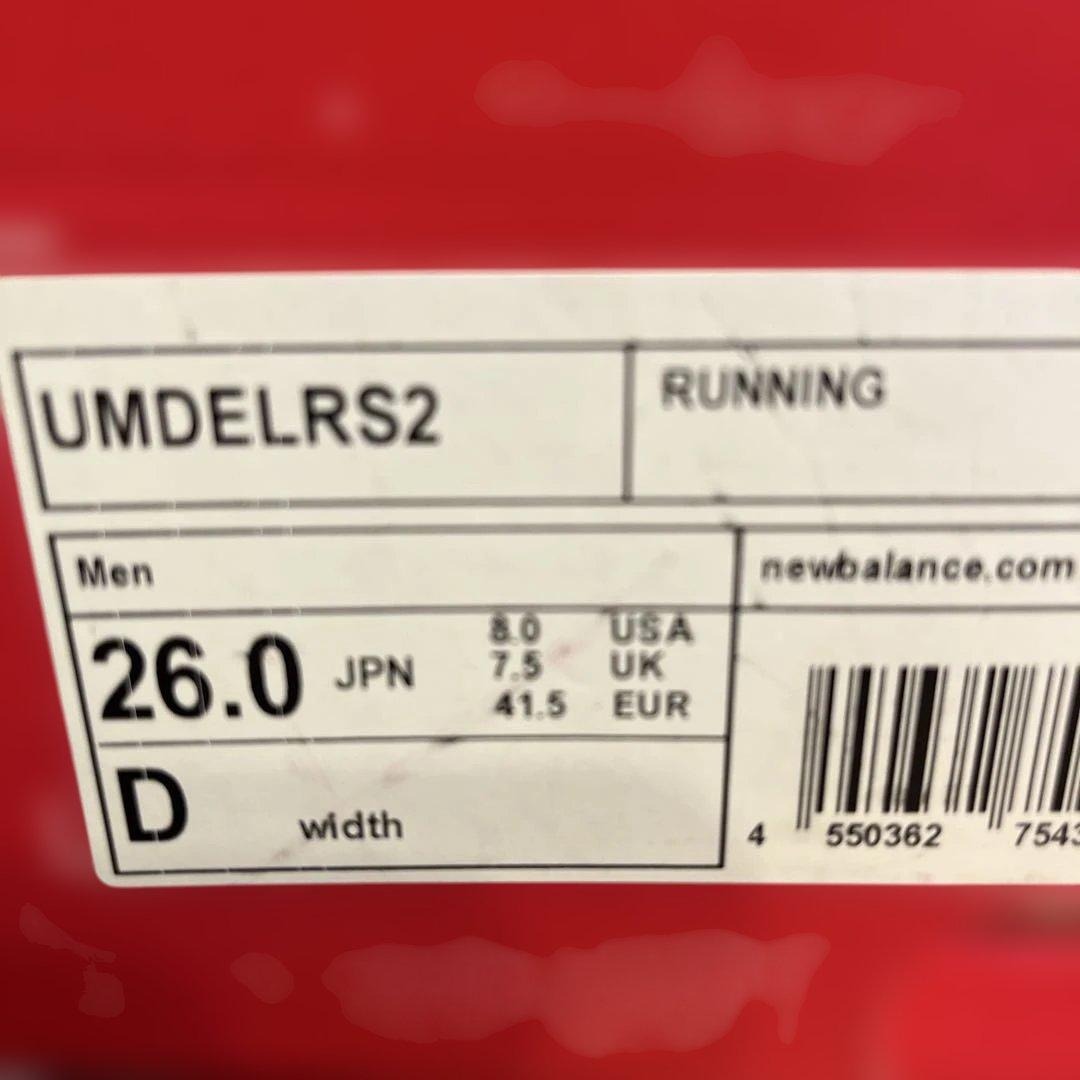 UMDELRS2
RUNNING
Men
newbalance.com
26.0 JPN
8.0 USA
7.5 UK
41.5 EUR
D width
4 550362 7543